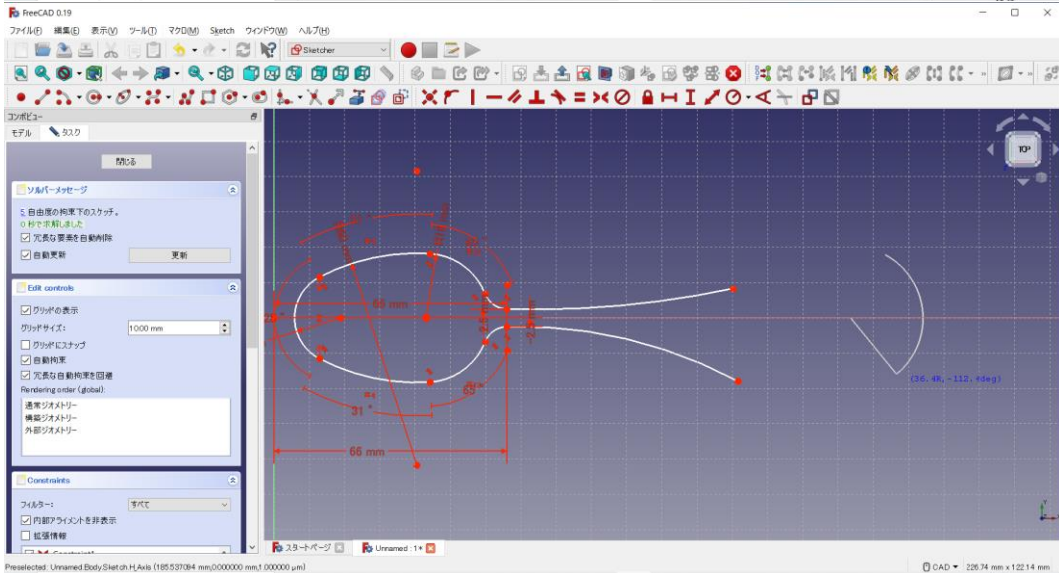 FreeCAD 0.19
ファイル(F) 編集(E) 表示(V) ツール(T) マクロ(M) Sketch ウィンドウ(W) ヘルプ(H)
Sketcher
コンボビュー
モデル タスク
閉じる
ソルバーメッセージ
5 自由度の拘束下のスケッチ。
0 秒で求解しました
冗長な要素を自動削除
自動更新 更新
Edit controls
グリッドの表示
グリッドサイズ: 10.00 mm
グリッドにスナップ
自動拘束
冗長な自動拘束を回避
Rendering order (global):
通常ジオメトリー
構築ジオメトリー
外部ジオメトリー
Constraints
フィルター: すべて
内部アライメントを非表示
拡張情報
TOP
66 mm
2.5 mm
-2.5 mm
31 °
55 °
66 mm
(36.4R,-112.4deg)
スタートページ Unnamed : 1*
Preselected: Unnamed.Body.Sketch.H_Axis (185.537084 mm,0.000000 mm,1.000000 μm)
CAD 226.74 mm x 122.14 mm